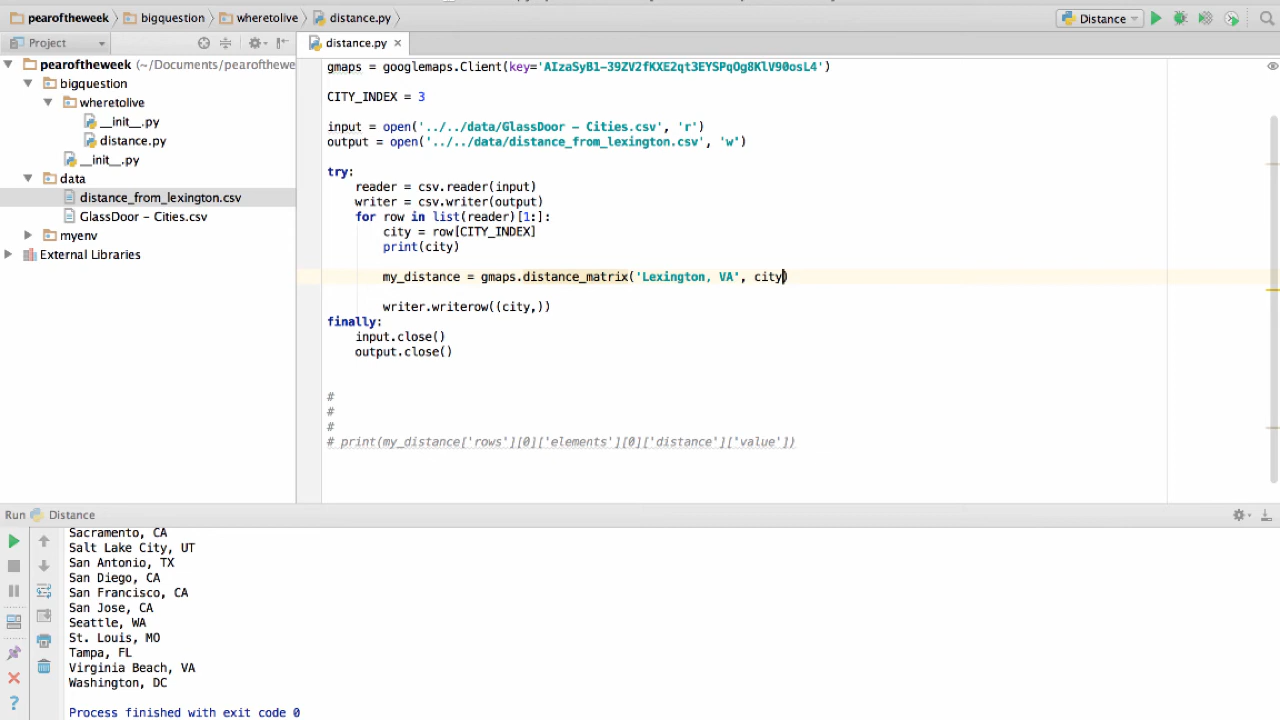 pearoftheweek bigquestion wheretolive distance.py Distance
Project distance.py
pearoftheweek (~/Documents/pearofthewee
bigquestion
wheretolive
__init__.py
distance.py
__init__.py
data
distance_from_lexington.csv
GlassDoor - Cities.csv
myenv
External Libraries
gmaps = googlemaps.Client(key='AIzaSyB1-39ZV2fKXE2qt3EYSPqOg8KlV90osL4')
CITY_INDEX = 3
input = open('../../data/GlassDoor - Cities.csv', 'r')
output = open('../../data/distance_from_lexington.csv', 'w')
try:
reader = csv.reader(input)
writer = csv.writer(output)
for row in list(reader)[1:]:
city = row[CITY_INDEX]
print(city)
my_distance = gmaps.distance_matrix('Lexington, VA', city)
writer.writerow((city,))
finally:
input.close()
output.close()
#
#
#
# print(my_distance['rows'][0]['elements'][0]['distance']['value'])
Run Distance
Sacramento, CA
Salt Lake City, UT
San Antonio, TX
San Diego, CA
San Francisco, CA
San Jose, CA
Seattle, WA
St. Louis, MO
Tampa, FL
Virginia Beach, VA
Washington, DC
Process finished with exit code 0